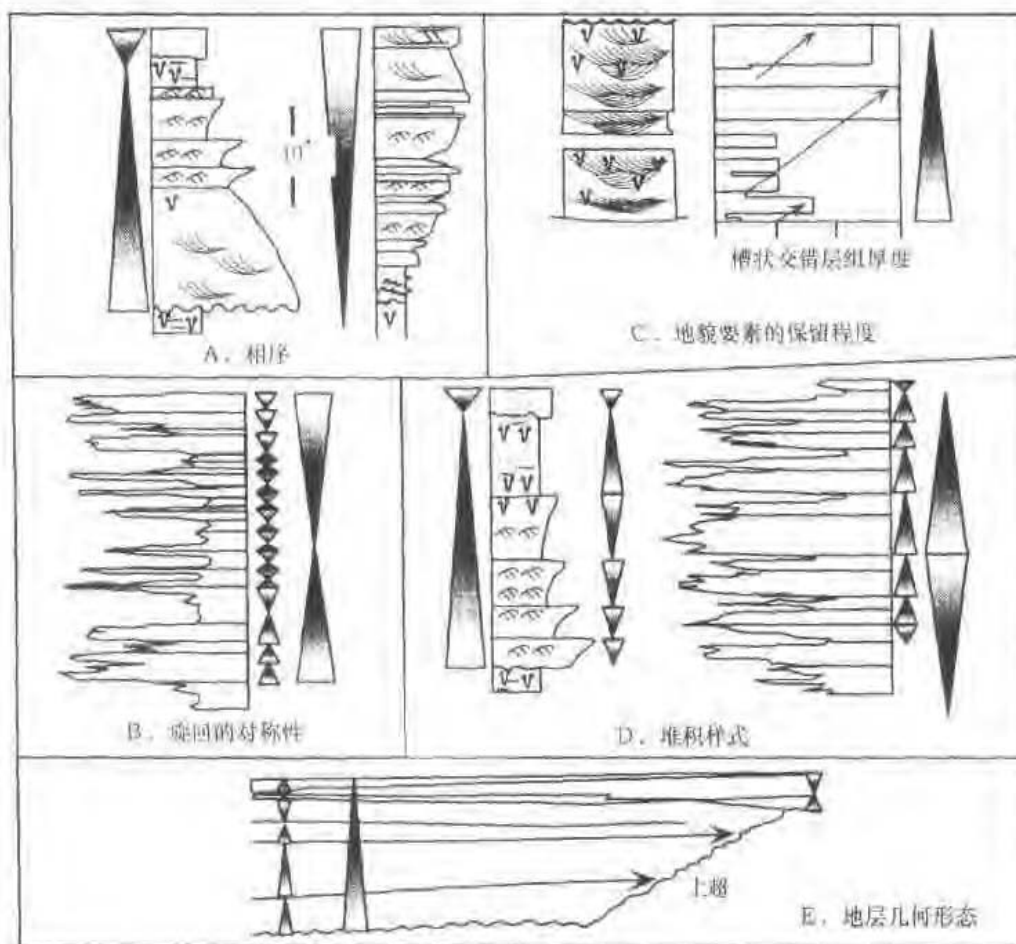 10'
A．相序
槽状交错层组厚度
C．地貌要素的保留程度
B．旋回的对称性
D．堆积样式
上超
E．地层几何形态